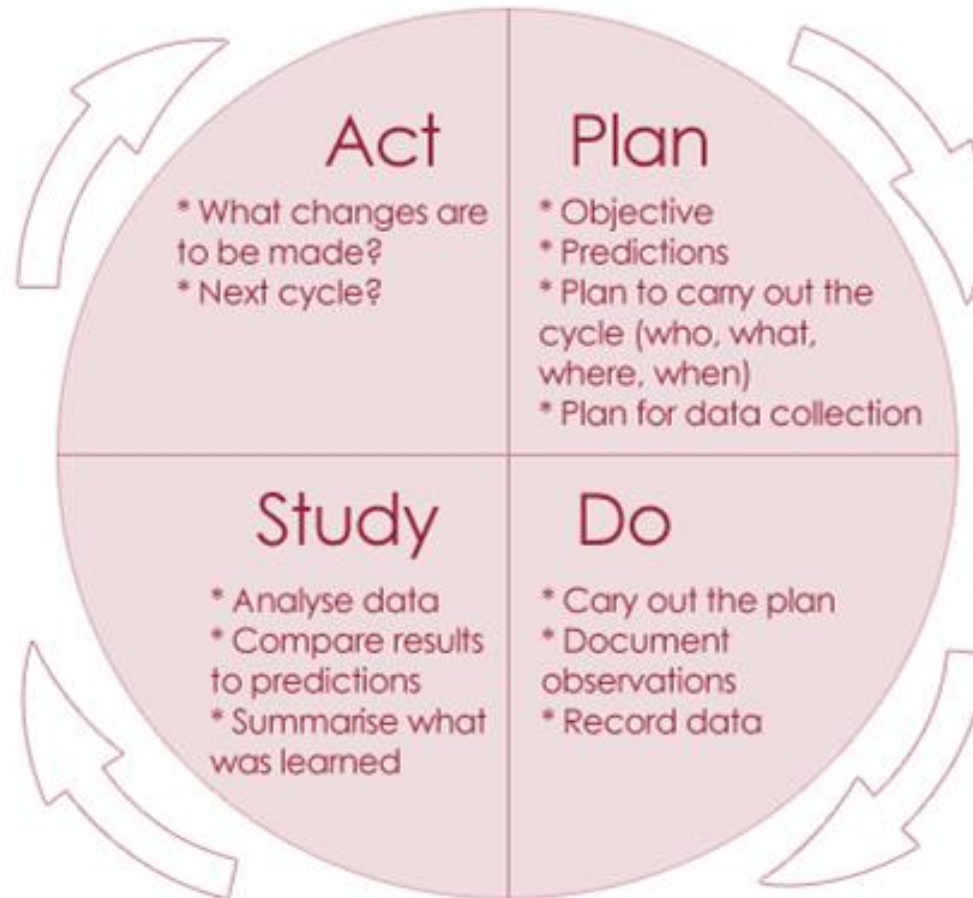 Act
* What changes are
to be made?
* Next cycle?
Plan
* Objective
* Predictions
* Plan to carry out the
cycle (who, what,
where, when)
* Plan for data collection
Study
* Analyse data
* Compare results
to predictions
* Summarise what
was learned
Do
* Cary out the plan
* Document
observations
* Record data